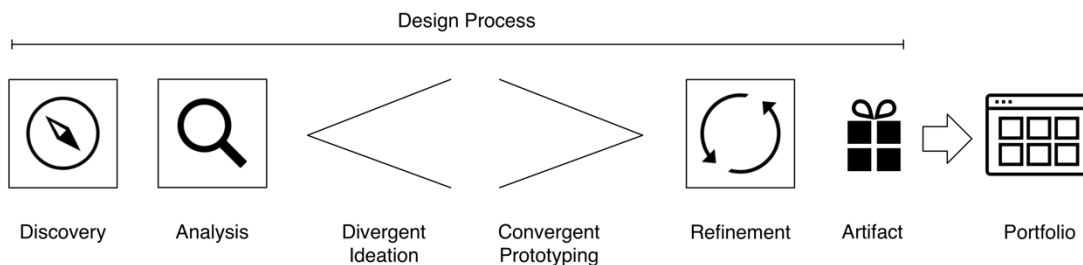 Design Process
Discovery
Analysis
Divergent
Ideation
Convergent
Prototyping
Refinement
Artifact
Portfolio